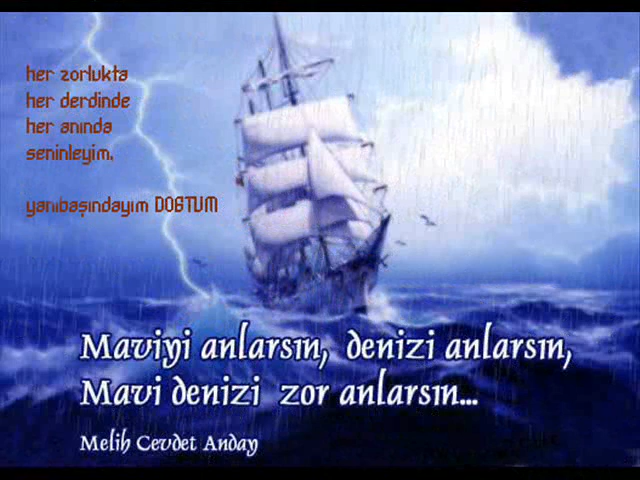 her zorlukta
her derdinde
her anında
seninleyim.
yanıbaşındayım DOSTUM
Maviyi anlarsın, denizi anlarsın,
Mavi denizi zor anlarsın...
Melih Cevdet Anday